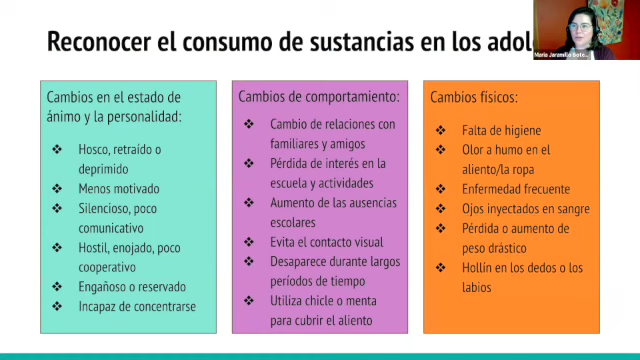 Reconocer el consumo de sustancias en los adol
María Jaramillo Bote...
Cambios en el estado de
ánimo y la personalidad:
❖ Hosco, retraído o
deprimido
❖ Menos motivado
❖ Silencioso, poco
comunicativo
❖ Hostil, enojado, poco
cooperativo
❖ Engañoso o reservado
❖ Incapaz de concentrarse
Cambios de comportamiento:
❖ Cambio de relaciones con
familiares y amigos
❖ Pérdida de interés en la
escuela y actividades
❖ Aumento de las ausencias
escolares
❖ Evita el contacto visual
❖ Desaparece durante largos
períodos de tiempo
❖ Utiliza chicle o menta
para cubrir el aliento
Cambios físicos:
❖ Falta de higiene
❖ Olor a humo en el
aliento/la ropa
❖ Enfermedad frecuente
❖ Ojos inyectados en sangre
❖ Pérdida o aumento de
peso drástico
❖ Hollín en los dedos o los
labios